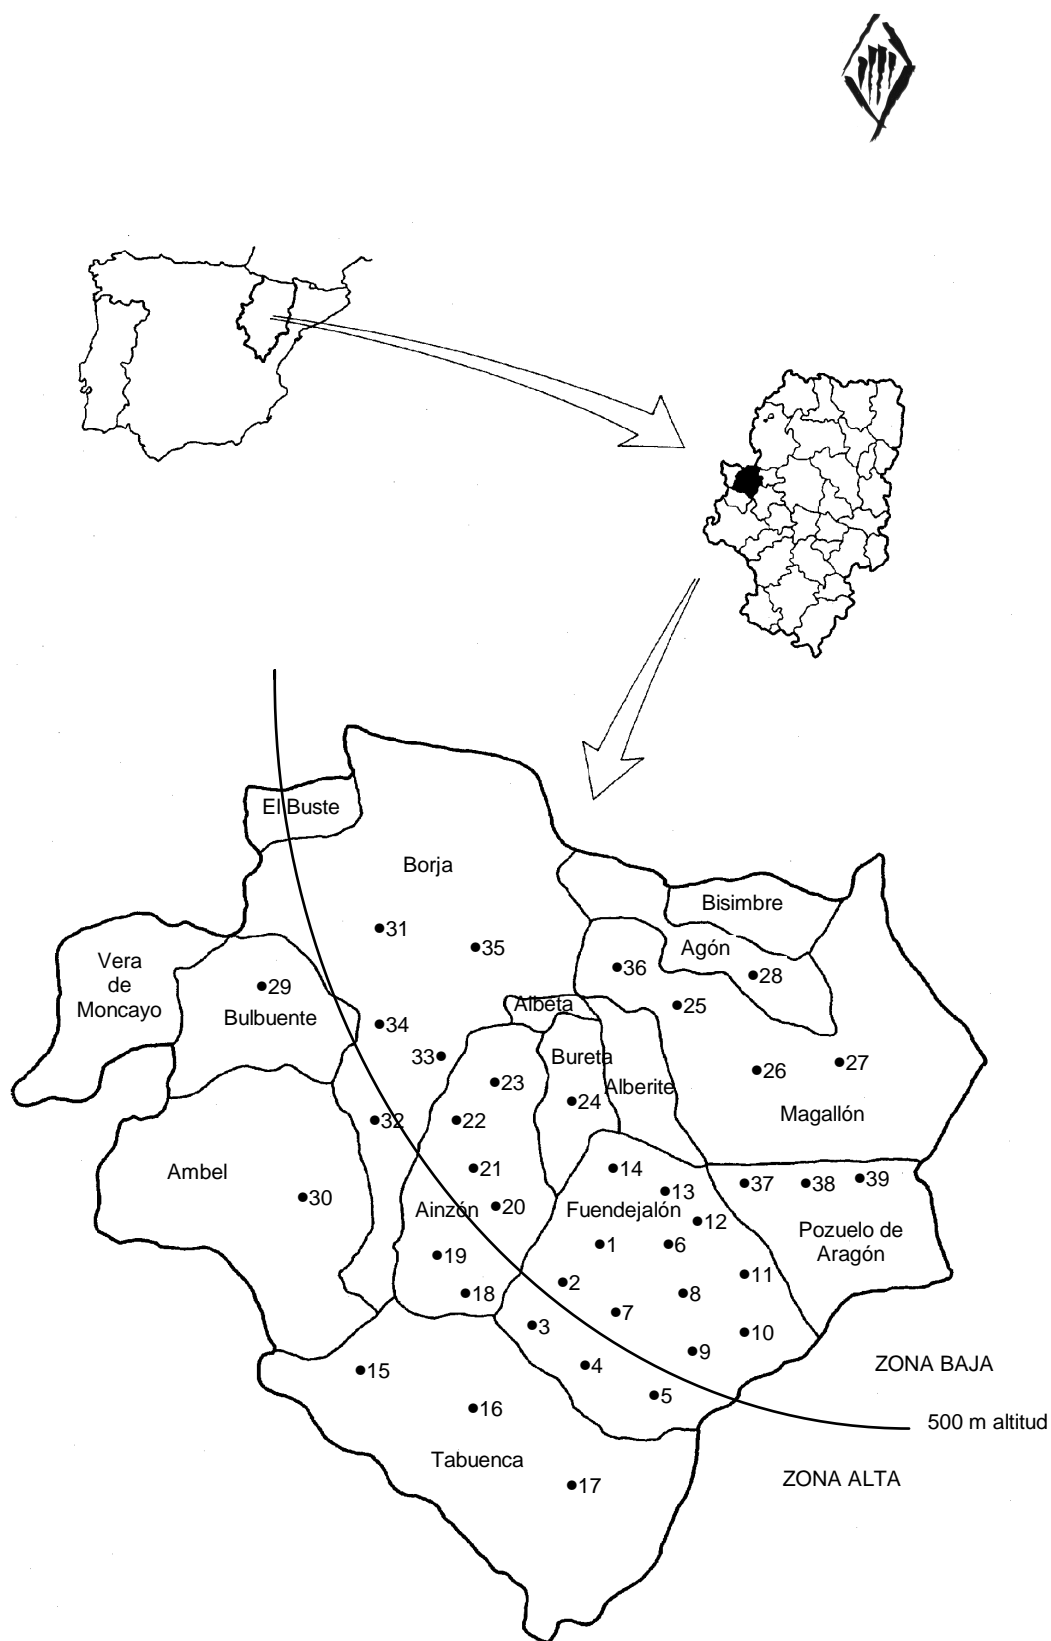 El Buste
Borja
Bisimbre
31
35
Agón
Vera
de
Moncayo
36
28
29
Albeta
25
Bulbuente
34
33
Bureta
26
27
23
Alberite
24
Magallón
32
22
Ambel
21
14
37
38
39
30
13
Ainzón
20
Fuendejalón
12
Pozuelo de
Aragón
19
1
6
2
11
18
8
7
3
10
9
4
ZONA BAJA
15
5
16
500 m altitud
Tabuenca
ZONA ALTA
17